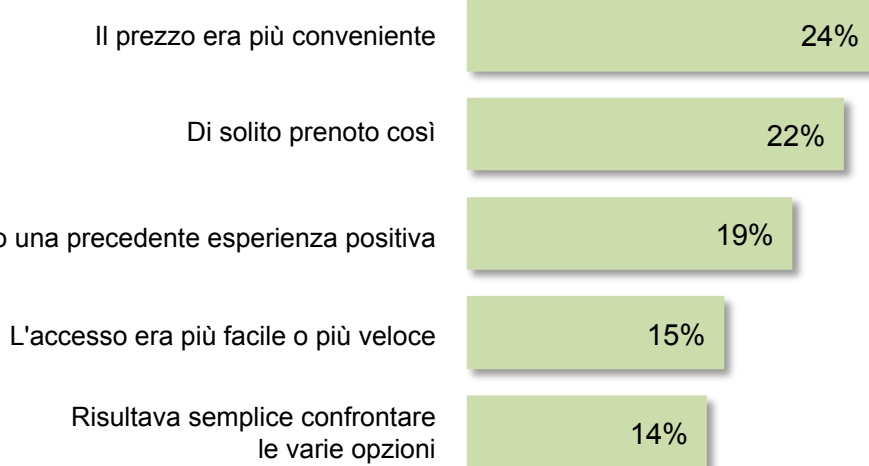 Il prezzo era più conveniente
24%
Di solito prenoto così
22%
una precedente esperienza positiva
19%
L'accesso era più facile o più veloce
15%
Risultava semplice confrontare
le varie opzioni
14%